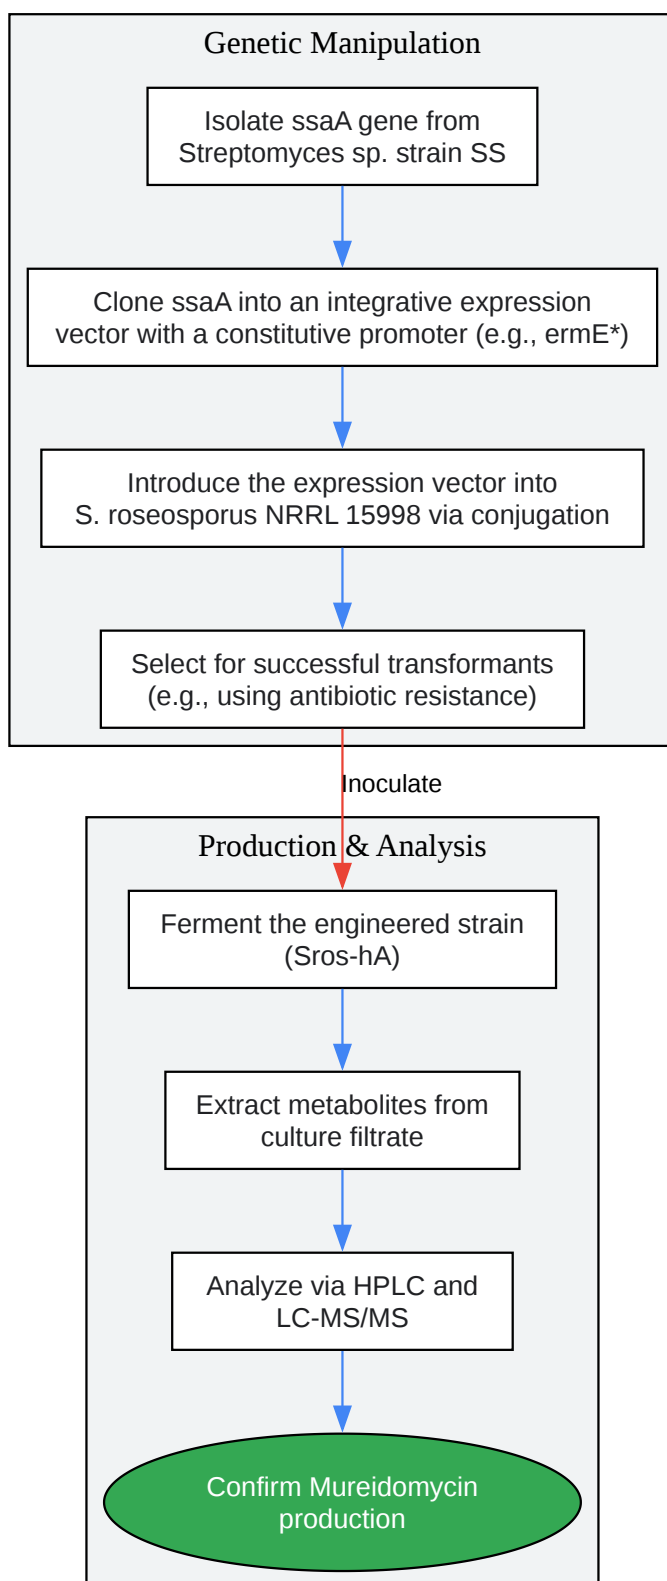 Genetic Manipulation
Isolate ssaA gene from
Streptomyces sp. strain SS
Clone ssaA into an integrative expression
vector with a constitutive promoter (e.g., ermE*)
Introduce the expression vector into
S. roseosporus NRRL 15998 via conjugation
Select for successful transformants
(e.g., using antibiotic resistance)
Inoculate
Production & Analysis
Ferment the engineered strain
(Sros-hA)
Extract metabolites from
culture filtrate
Analyze via HPLC and
LC-MS/MS
Confirm Mureidomycin
production